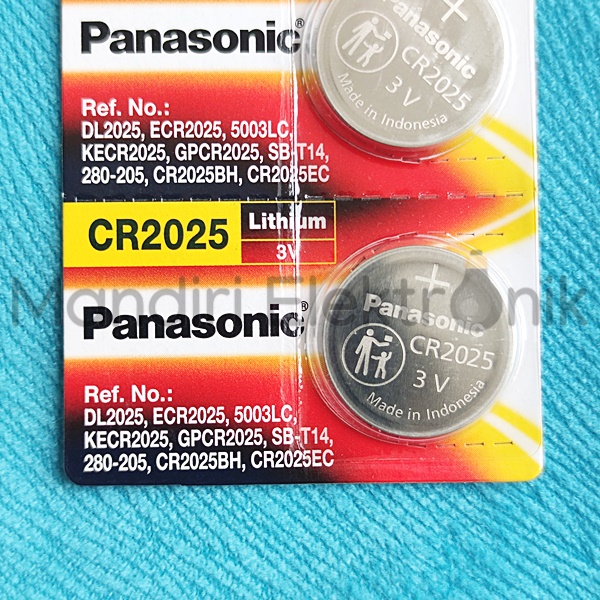 Panasonic®
Panasonic
CR2025
3 V
Made in Indonesia
Ref. No.:
DL2025, ECR2025, 5003LC,
KECR2025, GPCR2025, SB-T14,
280-205, CR2025BH, CR2025EC
CR2025
Lithium
3V
Mandiri Elektronik
Panasonic®
Panasonic
CR2025
3 V
Made in Indonesia
Ref. No.:
DL2025, ECR2025, 5003LC,
KECR2025, GPCR2025, SB-T14,
280-205, CR2025BH, CR2025EC